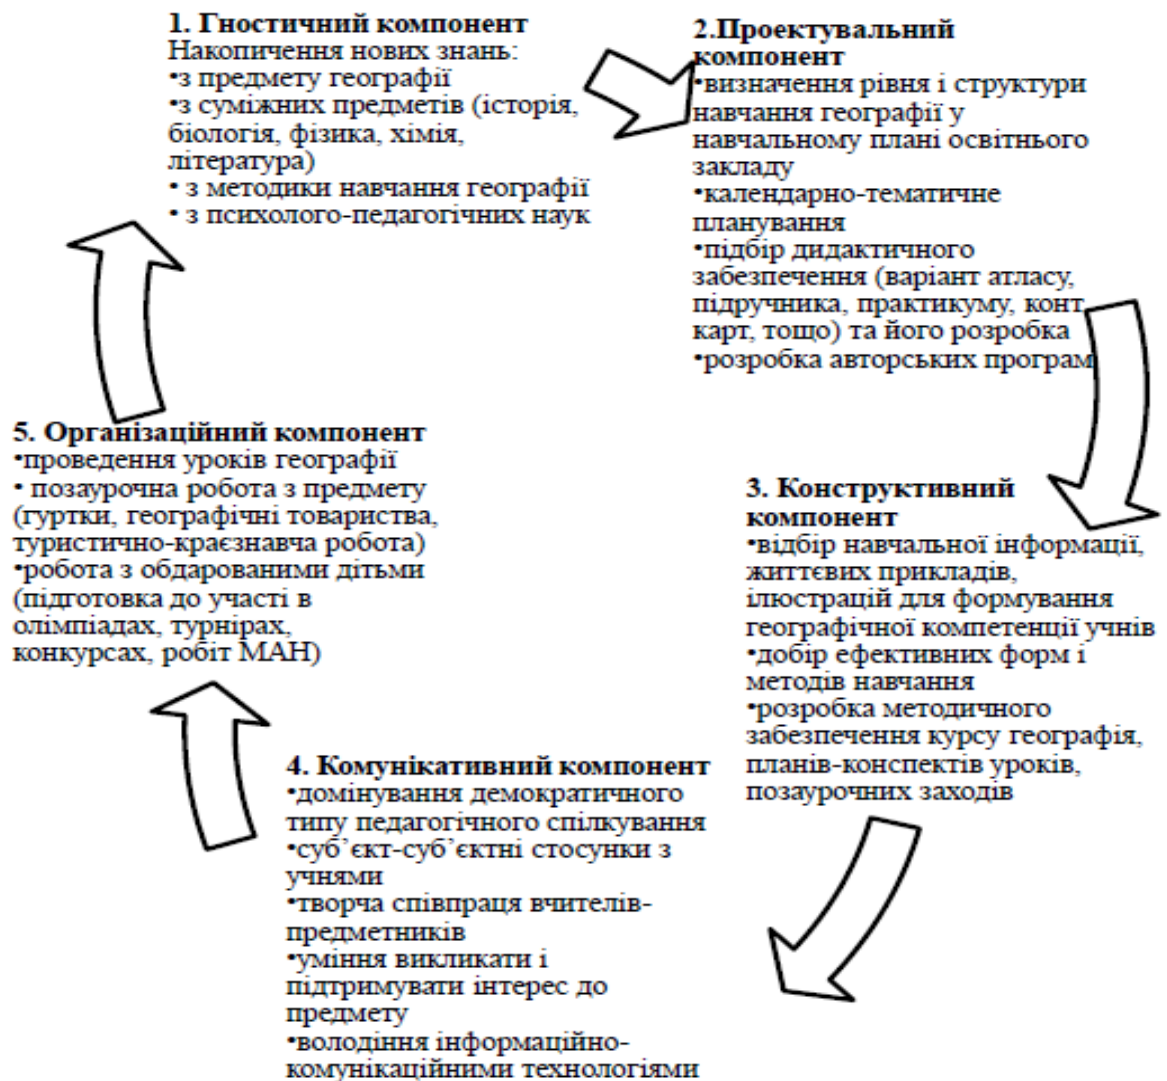 1. Гностичний компонент
Накопичення нових знань:
•з предмету географії
•з суміжних предметів (історія,
біологія, фізика, хімія,
література)
• з методики навчання географії
• з психолого-педагогічних наук
2.Проектувальний
компонент
•визначення рівня і структури
навчання географії у
навчальному плані освітнього
закладу
•календарно-тематичне
планування
•підбір дидактичного
забезпечення (варіант атласу,
підручника, практикуму, конт
карт, тощо) та його розробка
•розробка авторських програм
3. Конструктивний
компонент
•відбір навчальної інформації,
життєвих прикладів,
ілюстрацій для формування
географічної компетенції учнів
•добір ефективних форм і
методів навчання
•розробка методичного
забезпечення курсу географія,
планів-конспектів уроків,
позаурочних заходів
4. Комунікативний компонент
•домінування демократичного
типу педагогічного спілкування
•суб’єкт-суб’єктні стосунки з
учнями
•творча співпраця вчителів-
предметників
•уміння викликати і
підтримувати інтерес до
предмету
•володіння інформаційно-
комунікаційними технологіями
5. Організаційний компонент
•проведення уроків географії
• позаурочна робота з предмету
(гуртки, географічні товариства,
туристично-краєзнавча робота)
•робота з обдарованими дітьми
(підготовка до участі в
олімпіадах, турнірах,
конкурсах, робіт МАН)